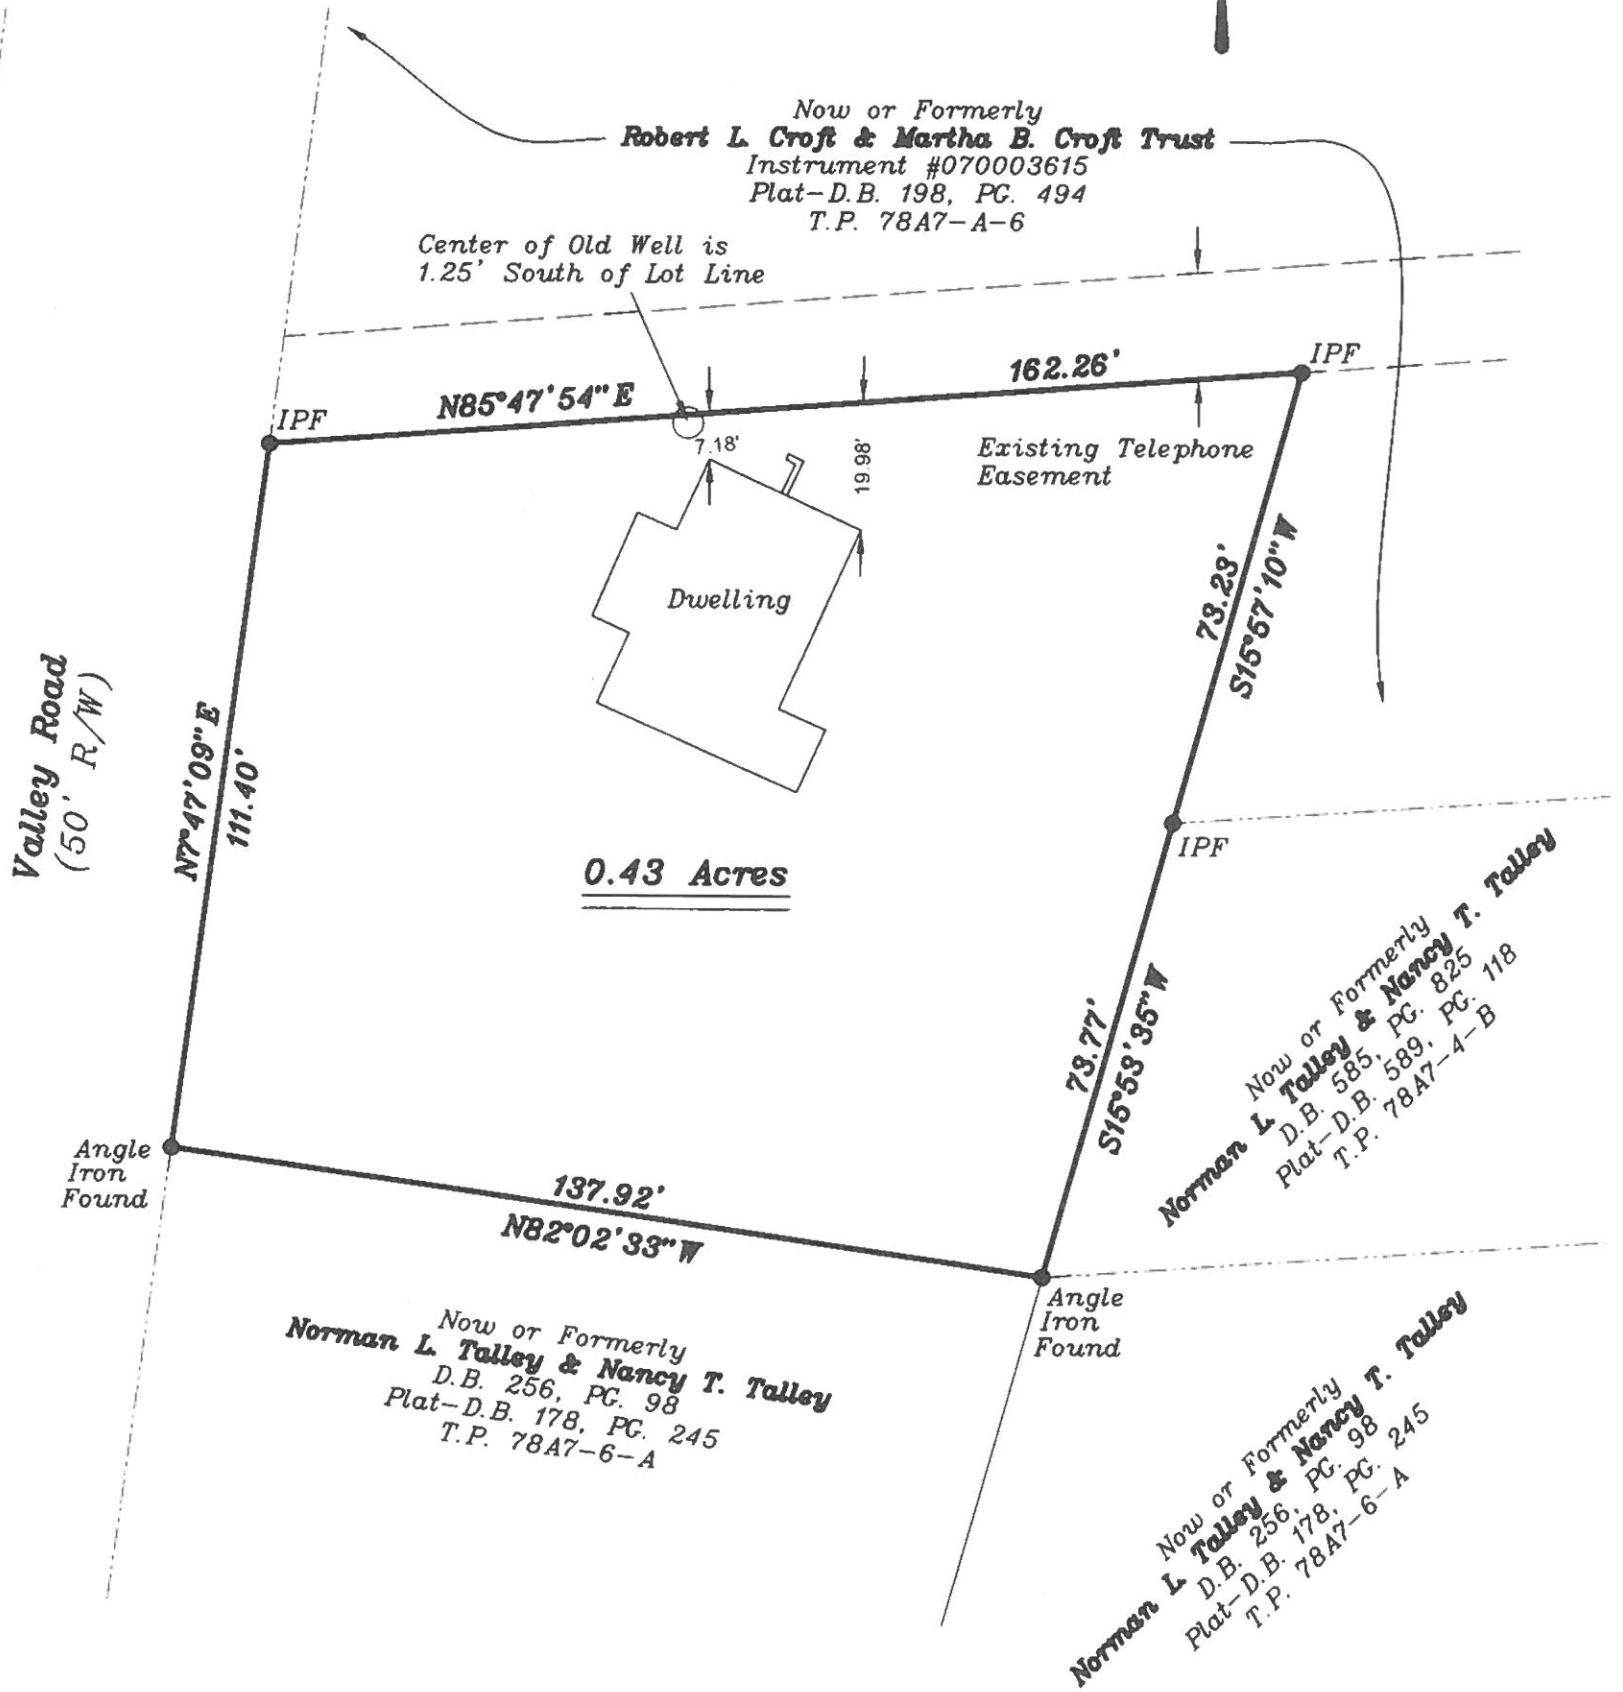 Now or Formerly
Robert L. Croft & Martha B. Croft Trust
Instrument #070003615
Plat-D.B. 198, PG. 494
T.P. 78A7-A-6
Center of Old Well is
1.25' South of Lot Line
IPF
162.26'
N85°47'54"E
IPF
7.18'
19.98'
Existing Telephone
Easement
Dwelling
73.23'
S15°57'10"W
Valley Road
(50' R/W)
N7°47'09"E
111.40'
IPF
0.43 Acres
Now or Formerly
Norman L. Talley & Nancy T. Talley
D.B. 585, PG. 825
Plat-D.B. 589, PG. 118
T.P. 78A7-4-B
73.77'
S15°53'35"W
Angle
Iron
Found
137.92'
N82°02'33"W
Angle
Iron
Found
Now or Formerly
Norman L. Talley & Nancy T. Talley
D.B. 256, PG. 98
Plat-D.B. 178, PG. 245
T.P. 78A7-6-A
Now or Formerly
Norman L. Talley & Nancy T. Talley
D.B. 256, PG. 98
Plat-D.B. 178, PG. 245
T.P. 78A7-6-A